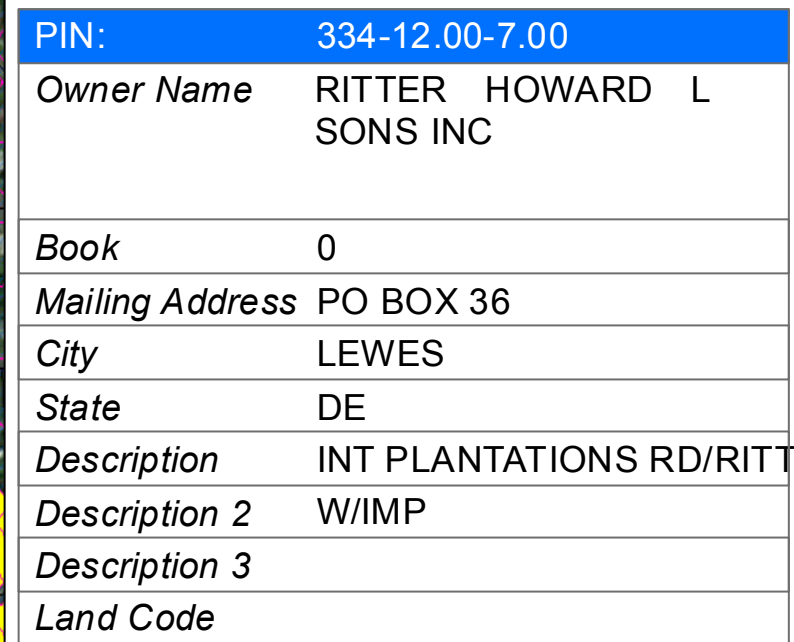 PIN: 334-12.00-7.00
Owner Name RITTER HOWARD L
SONS INC
Book 0
Mailing Address PO BOX 36
City LEWES
State DE
Description INT PLANTATIONS RD/RITT
Description 2 W/IMP
Description 3
Land Code